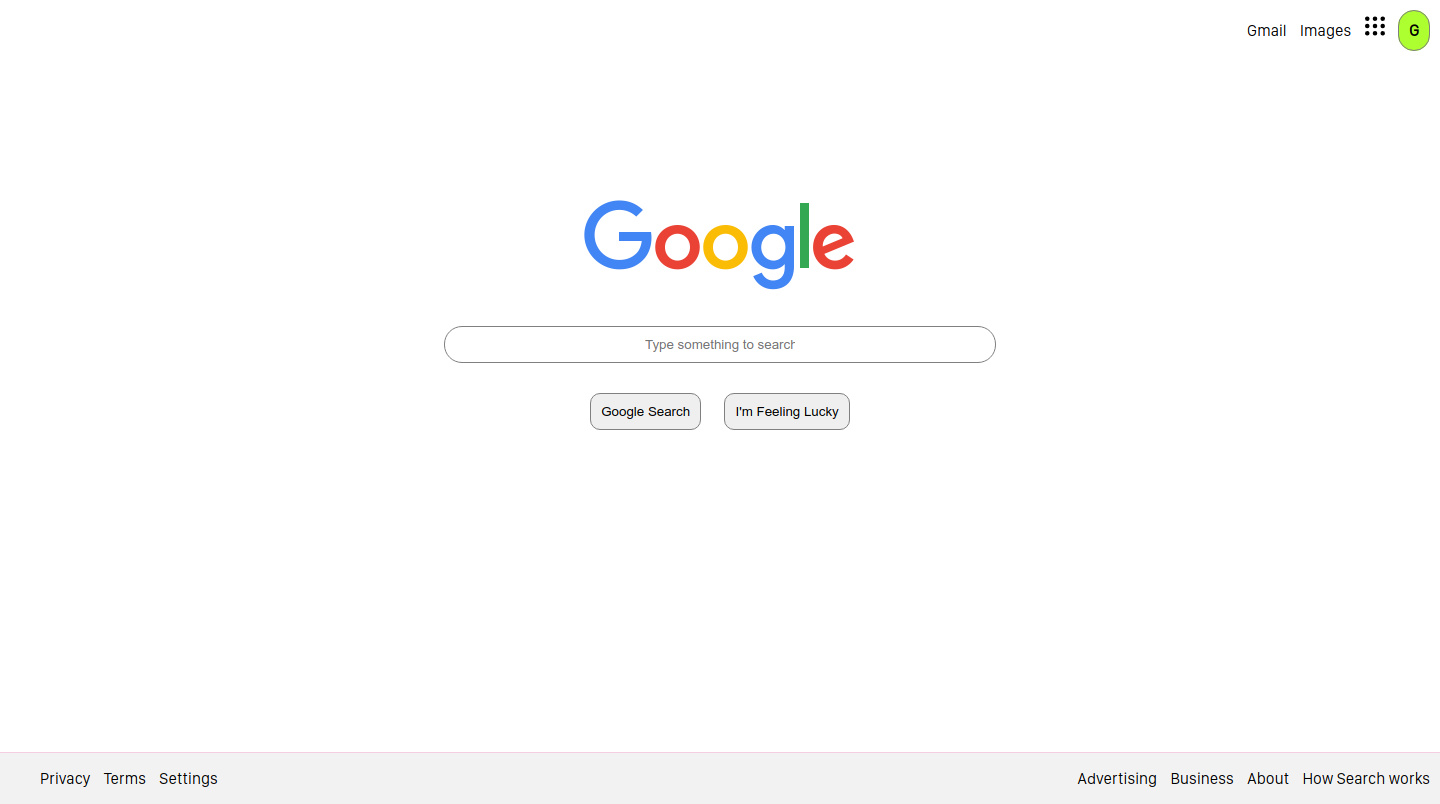 Gmail Images G
Google
Type something to search
Google Search I'm Feeling Lucky
Privacy Terms Settings Advertising Business About How Search works